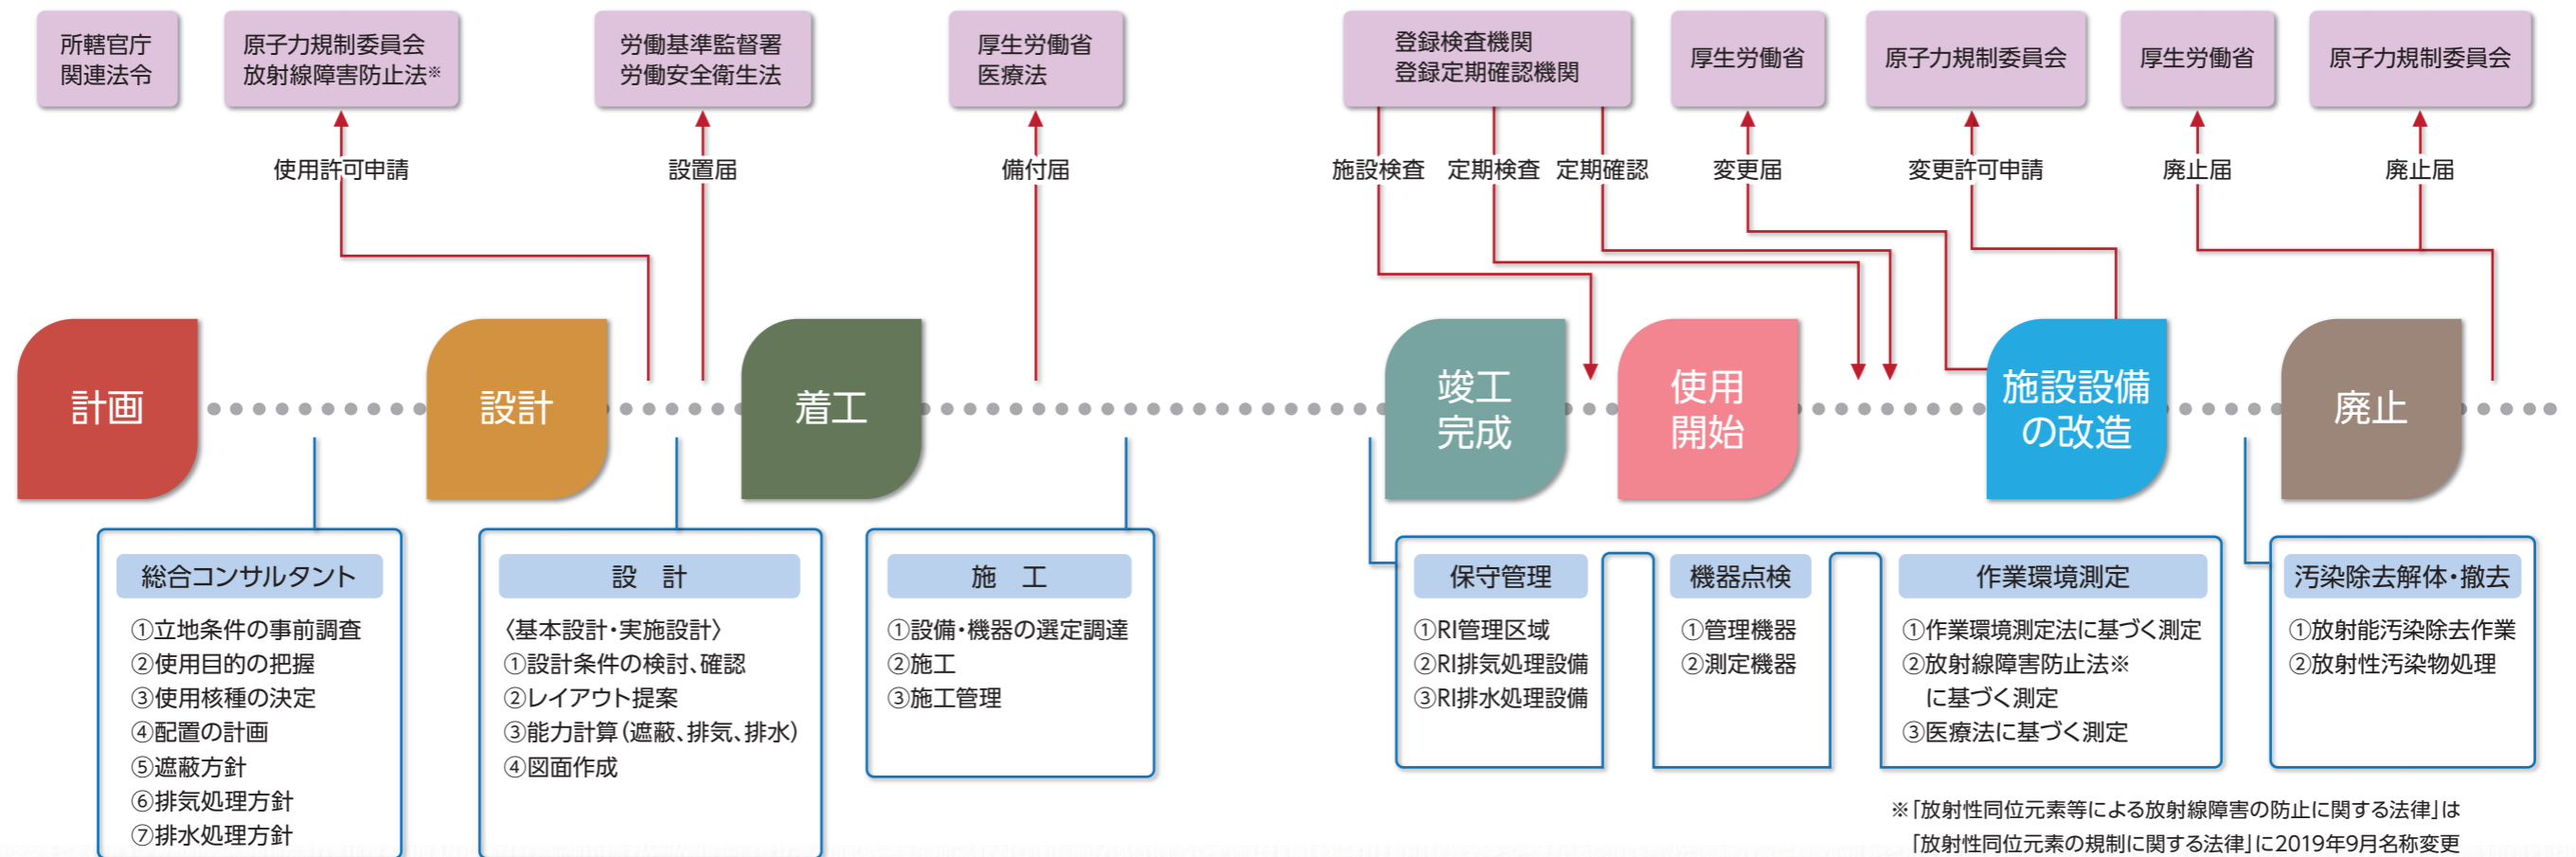 所轄官庁
関連法令
原子力規制委員会
放射線障害防止法※
労働基準監督署
労働安全衛生法
厚生労働省
医療法
登録検査機関
登録定期確認機関
厚生労働省
原子力規制委員会
厚生労働省
原子力規制委員会
使用許可申請
設置届
備付届
施設検査
定期検査
定期確認
変更届
変更許可申請
廃止届
廃止届
計画
設計
着工
竣工
完成
使用
開始
施設設備
の改造
廃止
総合コンサルタント
①立地条件の事前調査
②使用目的の把握
③使用核種の決定
④配置の計画
⑤遮蔽方針
⑥排気処理方針
⑦排水処理方針
設 計
〈基本設計・実施設計〉
①設計条件の検討、確認
②レイアウト提案
③能力計算（遮蔽、排気、排水）
④図面作成
施 工
①設備・機器の選定調達
②施工
③施工管理
保守管理
①RI管理区域
②RI排気処理設備
③RI排水処理設備
機器点検
①管理機器
②測定機器
作業環境測定
①作業環境測定法に基づく測定
②放射線障害防止法※
に基づく測定
③医療法に基づく測定
汚染除去解体・撤去
①放射能汚染除去作業
②放射性汚染物処理
※「放射性同位元素等による放射線障害の防止に関する法律」は
「放射性同位元素の規制に関する法律」に2019年9月名称変更